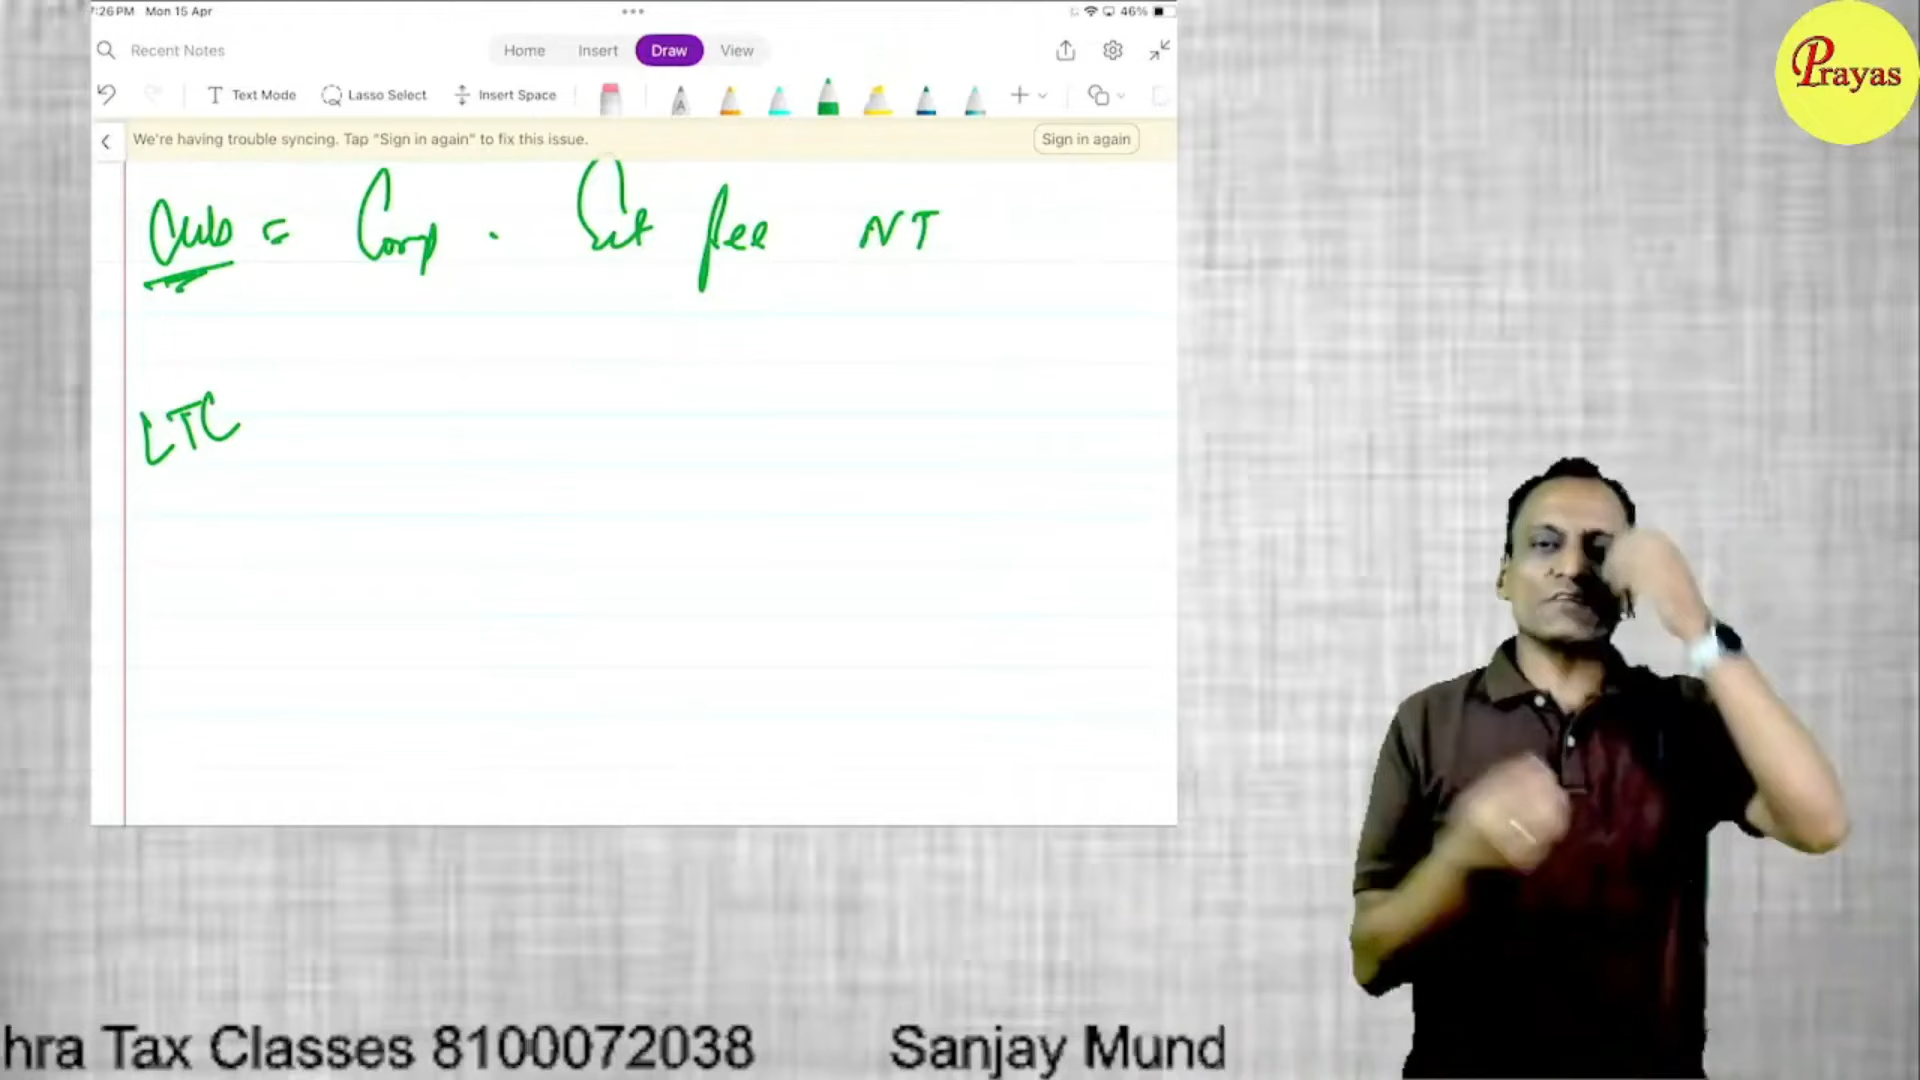 7:26 PM Mon 15 Apr
46%
Recent Notes
Home Insert Draw View
Text Mode Lasso Select Insert Space
A
We're having trouble syncing. Tap "Sign in again" to fix this issue.
Sign in again
Prayas
Club = Corp. fee NT
LTC
hra Tax Classes 8100072038 Sanjay Mund